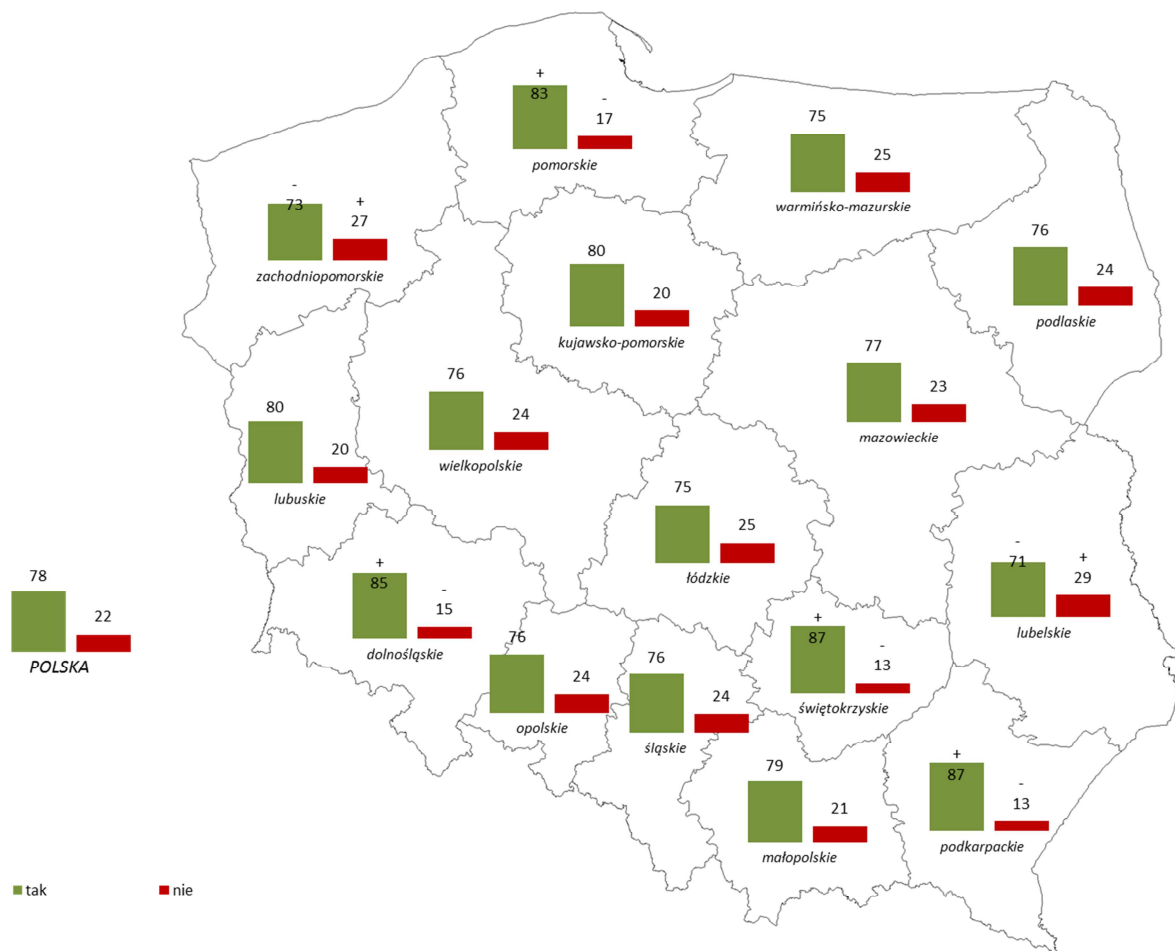 +
83
-
17
pomorskie
75
25
warmińsko-mazurskie
-
73
+
27
zachodniopomorskie
80
20
kujawsko-pomorskie
76
24
podlaskie
77
23
mazowieckie
76
24
wielkopolskie
80
20
lubuskie
75
25
łódzkie
-
71
+
29
lubelskie
+
85
-
15
dolnośląskie
78
22
POLSKA
76
24
opolskie
76
24
śląskie
+
87
-
13
świętokrzyskie
79
21
małopolskie
+
87
-
13
podkarpackie
tak
nie